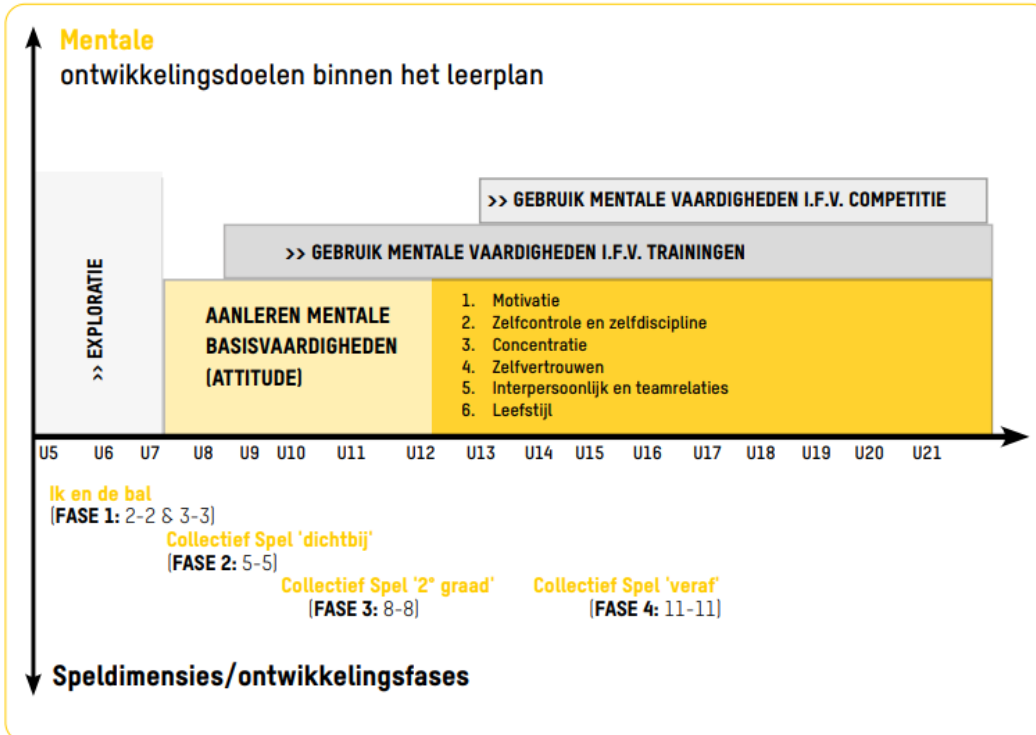 Mentale
ontwikkelingsdoelen binnen het leerplan
>> EXPLORATIE
>> GEBRUIK MENTALE VAARDIGHEDEN I.F.V. COMPETITIE
>> GEBRUIK MENTALE VAARDIGHEDEN I.F.V. TRAININGEN
AANLEREN MENTALE
BASISVAARDIGHEDEN
(ATTITUDE)
1. Motivatie
2. Zelfcontrole en zelfdiscipline
3. Concentratie
4. Zelfvertrouwen
5. Interpersoonlijk en teamrelaties
6. Leefstijl
U5 U6 U7 U8 U9 U10 U11 U12 U13 U14 U15 U16 U17 U18 U19 U20 U21
Ik en de bal
(FASE 1: 2-2 & 3-3)
Collectief Spel 'dichtbij'
(FASE 2: 5-5)
Collectief Spel '2° graad'
(FASE 3: 8-8)
Collectief Spel 'veraf'
(FASE 4: 11-11)
Speldimensies/ontwikkelingsfases